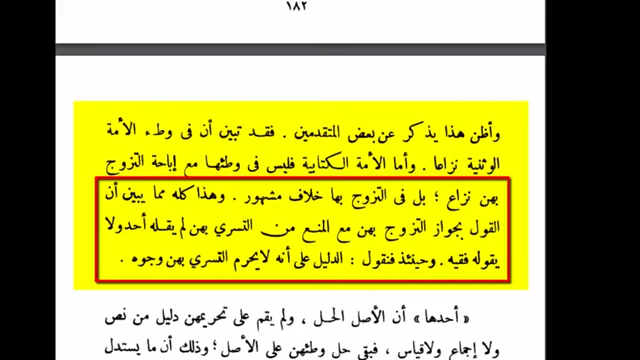 ١٨٢
وأظن هذا يذكر عن بعض المتقدمين . فقد تبين أن فى وطء الأمة
الوثنية نزاعا . وأما الأمة الكتابية فليس فى وطئها مع إباحة التزوج
بهن نزاع ؛ بل فى التزوج بها خلاف مشهور . وهذا كله مما يبين أن
القول بجواز التزوج بهن مع المنع من التسري بهن لم يقله أحد ولا
يقوله فقيه . وحينئذ فنقول : الدليل على أنه لا يحرم التسري بهن وجوه .
« أحدها » أن الأصل الحل ، ولم يقم على تحريمهن دليل من نص
ولا إجماع ولا قياس ، فبقي حل وطئهن على الأصل ؛ وذلك أن ما يستدل